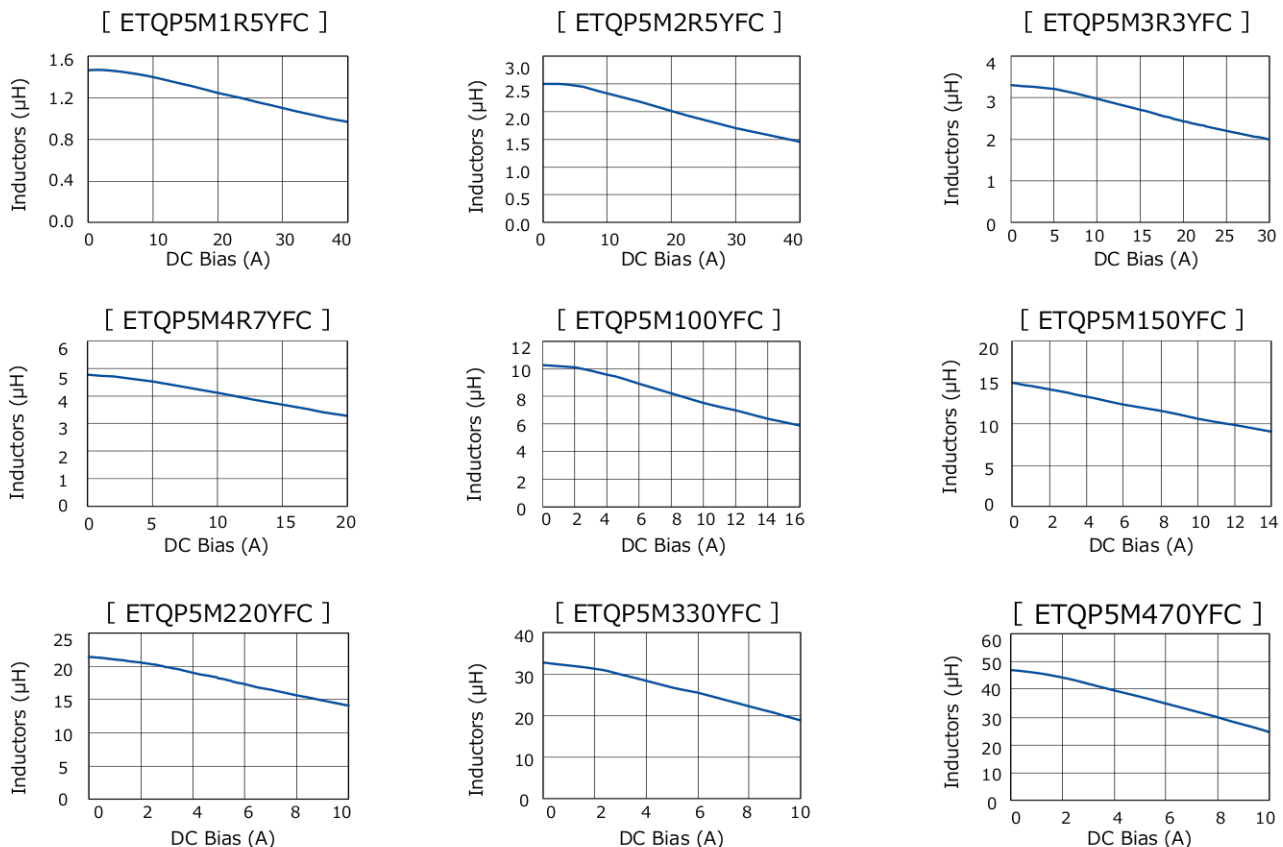 [ ETQP5M1R5YFC ]
Inductors (μH)
1.6
1.2
0.8
0.4
0.0
0 10 20 30 40
DC Bias (A)
[ ETQP5M2R5YFC ]
Inductors (μH)
3.0
2.5
2.0
1.5
1.0
0.5
0.0
0 10 20 30 40
DC Bias (A)
[ ETQP5M3R3YFC ]
Inductors (μH)
4
3
2
1
0
0 5 10 15 20 25 30
DC Bias (A)
[ ETQP5M4R7YFC ]
Inductors (μH)
6
5
4
3
2
1
0
0 5 10 15 20
DC Bias (A)
[ ETQP5M100YFC ]
Inductors (μH)
12
10
8
6
4
2
0
0 2 4 6 8 10 12 14 16
DC Bias (A)
[ ETQP5M150YFC ]
Inductors (μH)
20
15
10
5
0
0 2 4 6 8 10 12 14
DC Bias (A)
[ ETQP5M220YFC ]
Inductors (μH)
25
20
15
10
5
0
0 2 4 6 8 10
DC Bias (A)
[ ETQP5M330YFC ]
Inductors (μH)
40
30
20
10
0
0 2 4 6 8 10
DC Bias (A)
[ ETQP5M470YFC ]
Inductors (μH)
60
50
40
30
20
10
0
0 2 4 6 8 10
DC Bias (A)